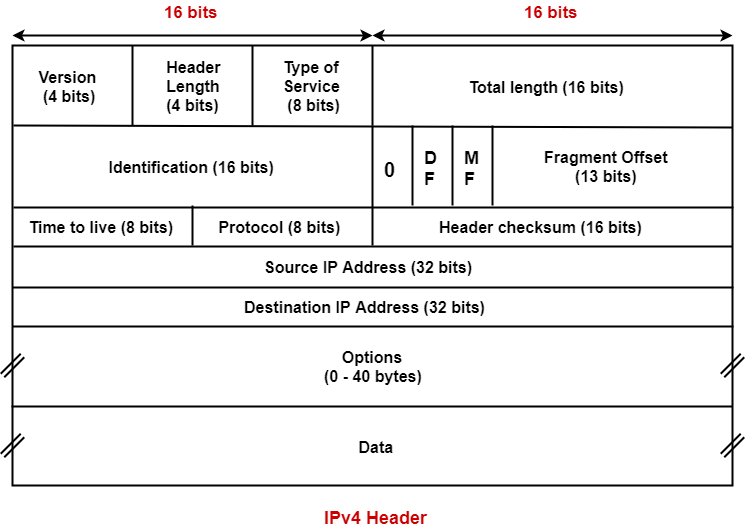 16 bits
16 bits
Version
(4 bits)
Header
Length
(4 bits)
Type of
Service
(8 bits)
Total length (16 bits)
Identification (16 bits)
0
D
F
M
F
Fragment Offset
(13 bits)
Time to live (8 bits)
Protocol (8 bits)
Header checksum (16 bits)
Source IP Address (32 bits)
Destination IP Address (32 bits)
Options
(0 - 40 bytes)
Data
IPv4 Header